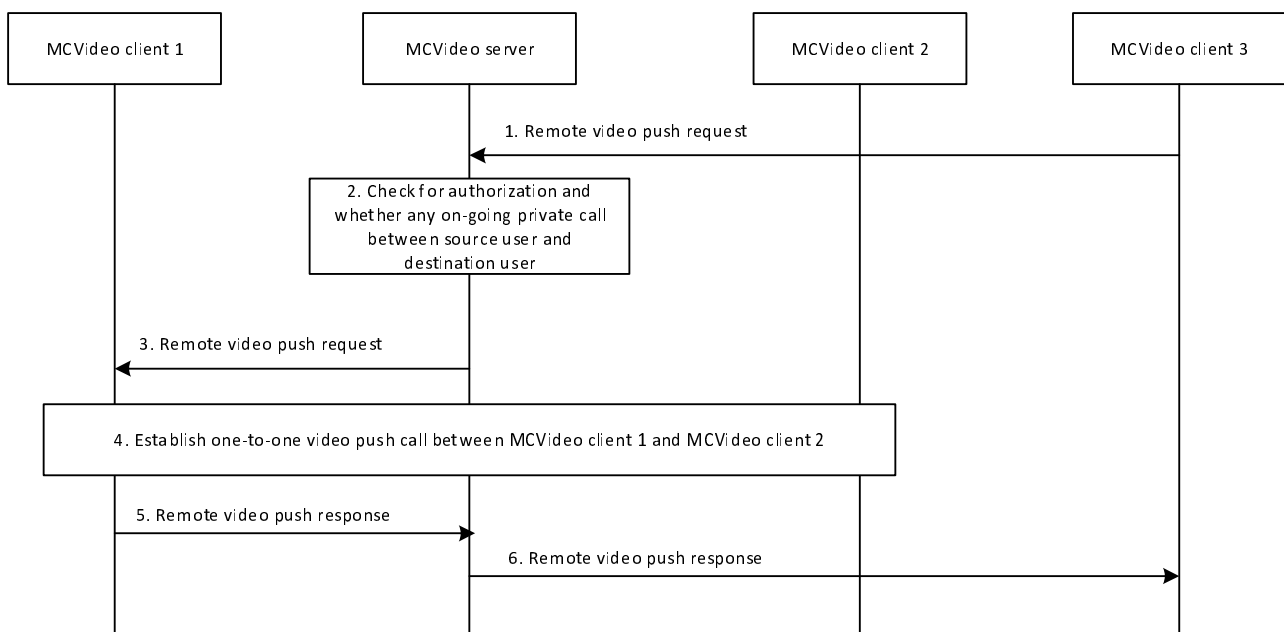 MCVideo client 1
MCVideo server
MCVideo client 2
MCVideo client 3
1. Remote video push request
2. Check for authorization and
whether any on-going private call
between source user and
destination user
3. Remote video push request
4. Establish one-to-one video push call between MCVideo client 1 and MCVideo client 2
5. Remote video push response
6. Remote video push response